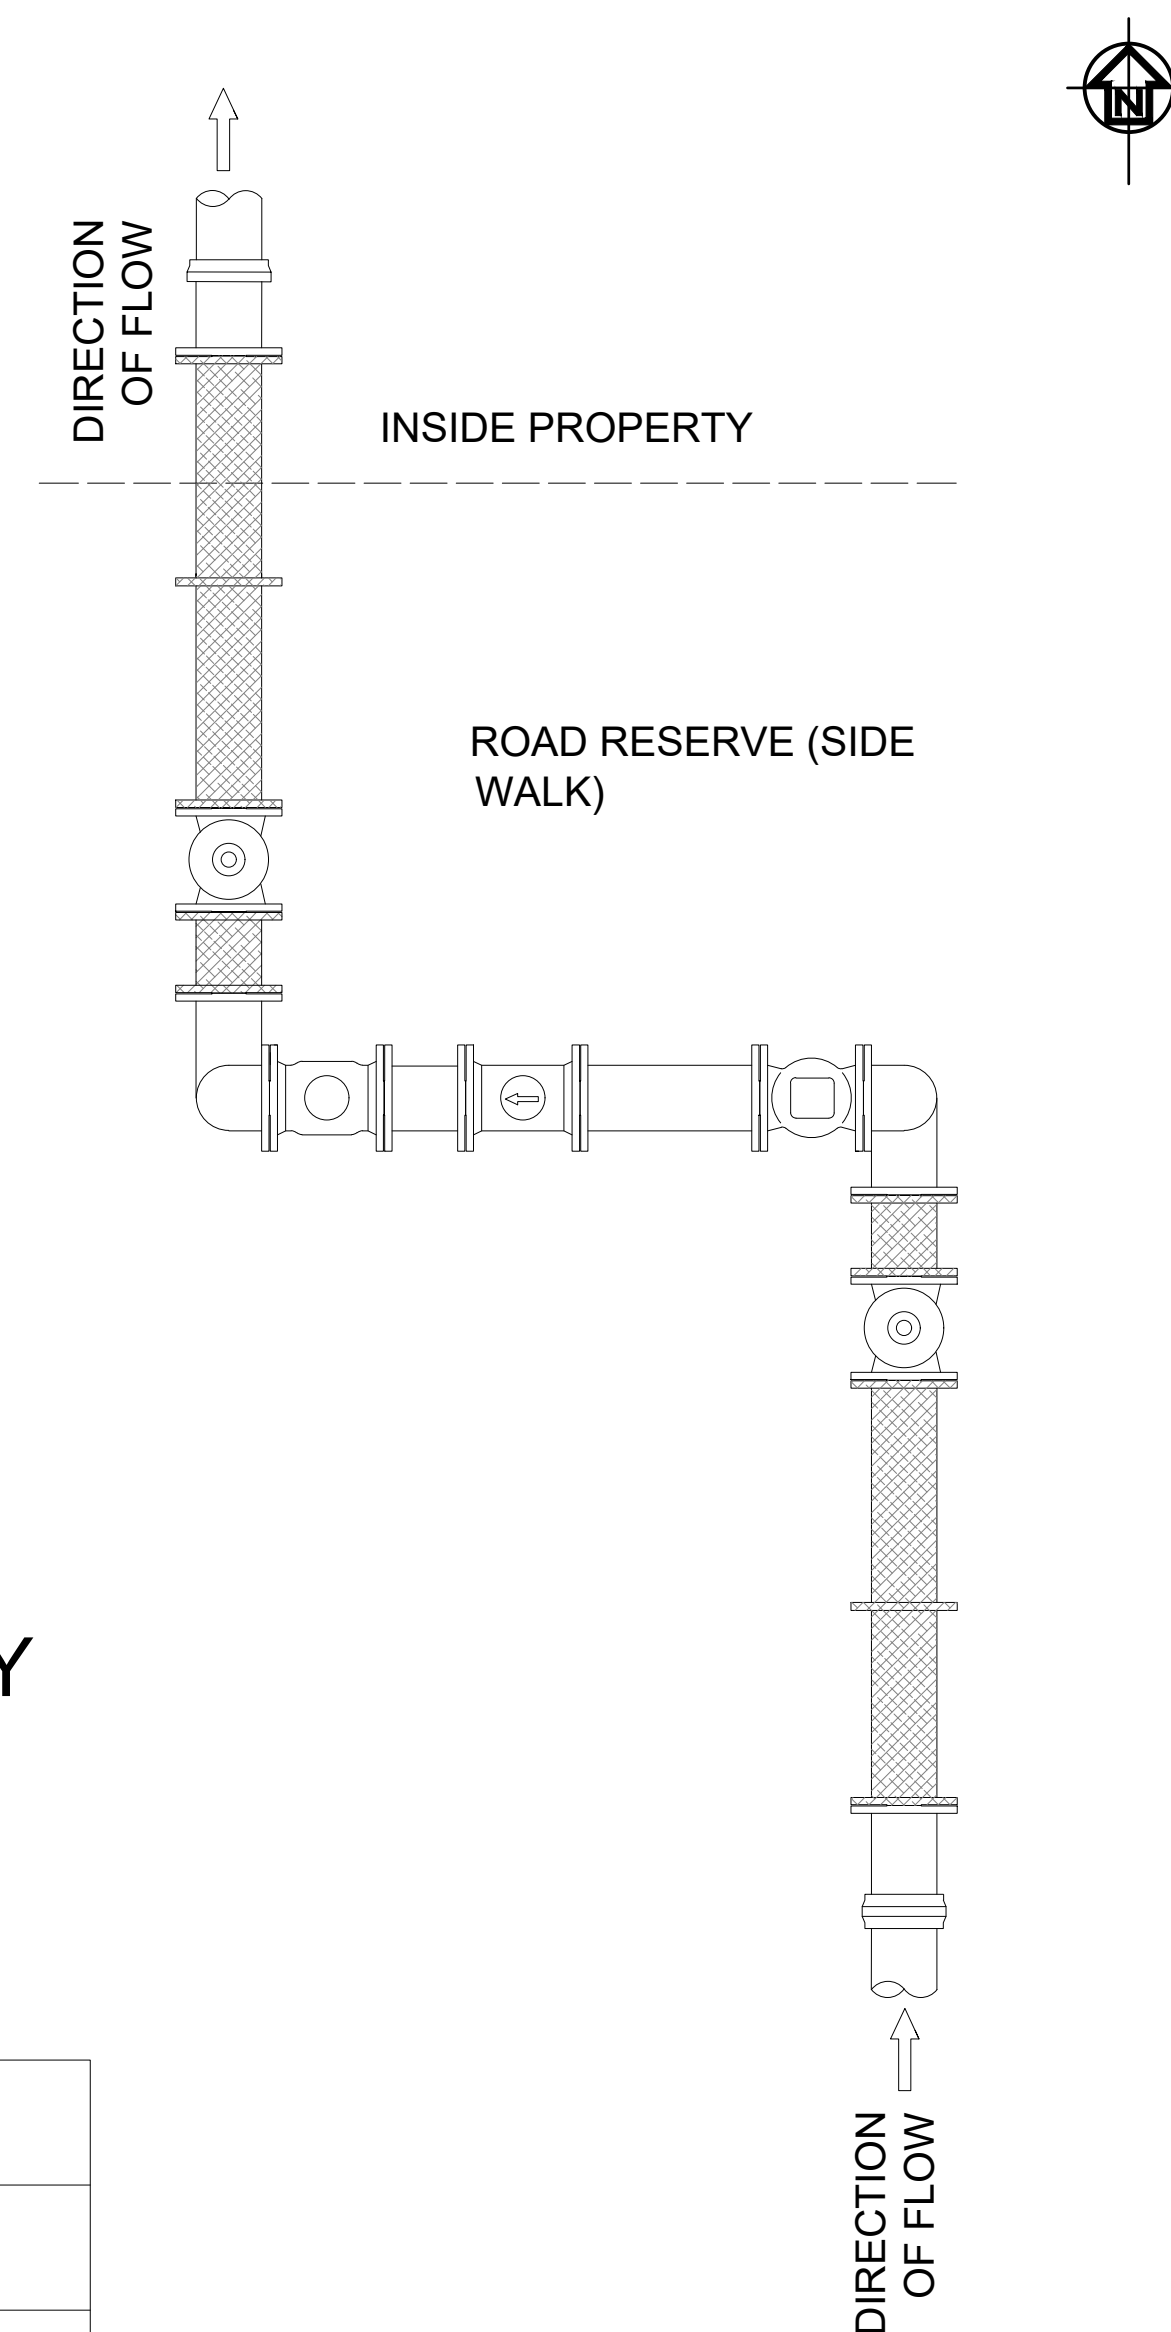 N
DIRECTION
OF FLOW
INSIDE PROPERTY
ROAD RESERVE (SIDE
WALK)
Y
DIRECTION
OF FLOW